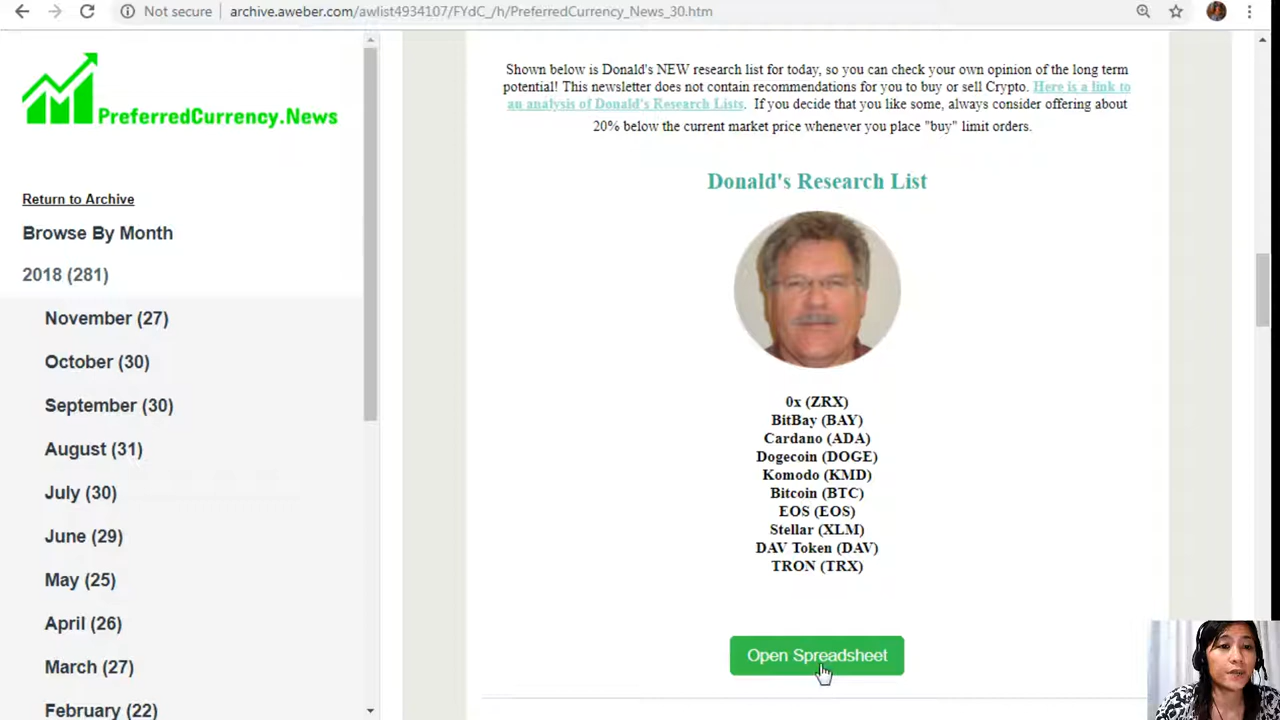 Not secure
archive.aweber.com/awlist4934107/FYdC_/h/PreferredCurrency_News_30.htm
PreferredCurrency.News
Return to Archive
Browse By Month
2018 (281)
November (27)
October (30)
September (30)
August (31)
July (30)
June (29)
May (25)
April (26)
March (27)
February (22)
Shown below is Donald's NEW research list for today, so you can check your own opinion of the long term
potential! This newsletter does not contain recommendations for you to buy or sell Crypto. Here is a link to
an analysis of Donald's Research Lists. If you decide that you like some, always consider offering about
20% below the current market price whenever you place "buy" limit orders.
Donald's Research List
0x (ZRX)
BitBay (BAY)
Cardano (ADA)
Dogecoin (DOGE)
Komodo (KMD)
Bitcoin (BTC)
EOS (EOS)
Stellar (XLM)
DAV Token (DAV)
TRON (TRX)
Open Spreadsheet